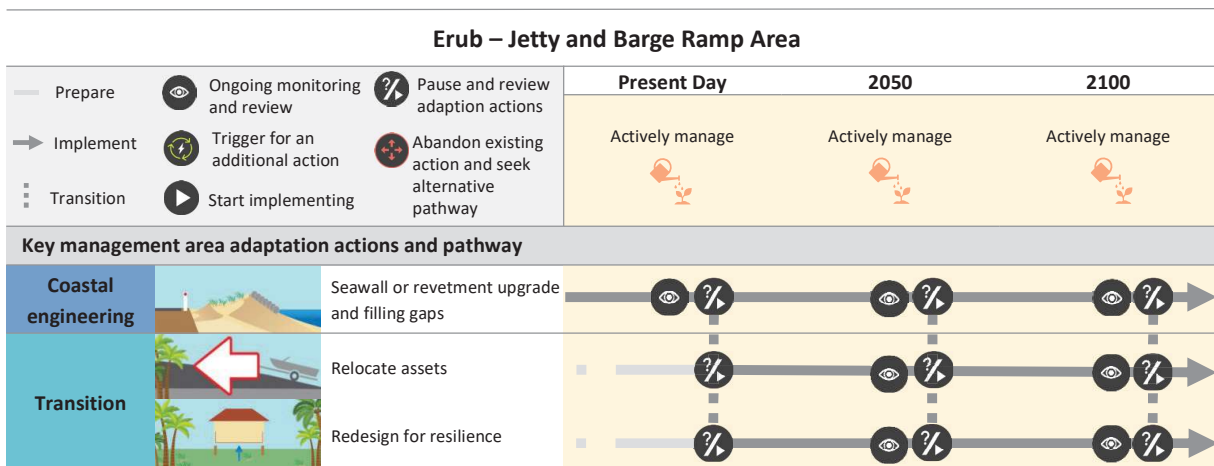 Erub – Jetty and Barge Ramp Area
Prepare
Implement
Transition
Ongoing monitoring
and review
Trigger for an
additional action
Start implementing
Pause and review
adaption actions
Abandon existing
action and seek
alternative
pathway
Present Day
2050
2100
Actively manage
Actively manage
Actively manage
Key management area adaptation actions and pathway
Coastal
engineering
Seawall or revetment upgrade
and filling gaps
Transition
Relocate assets
Redesign for resilience